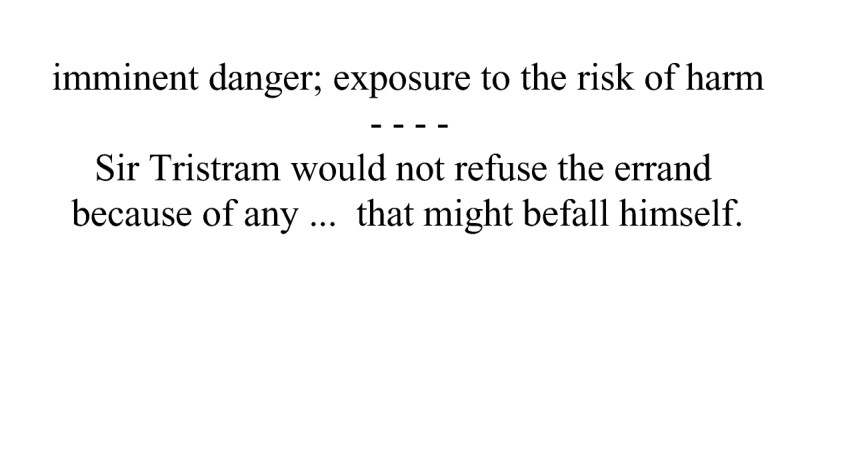 imminent danger; exposure to the risk of harm
- - - -
Sir Tristram would not refuse the errand
because of any ...  that might befall himself.